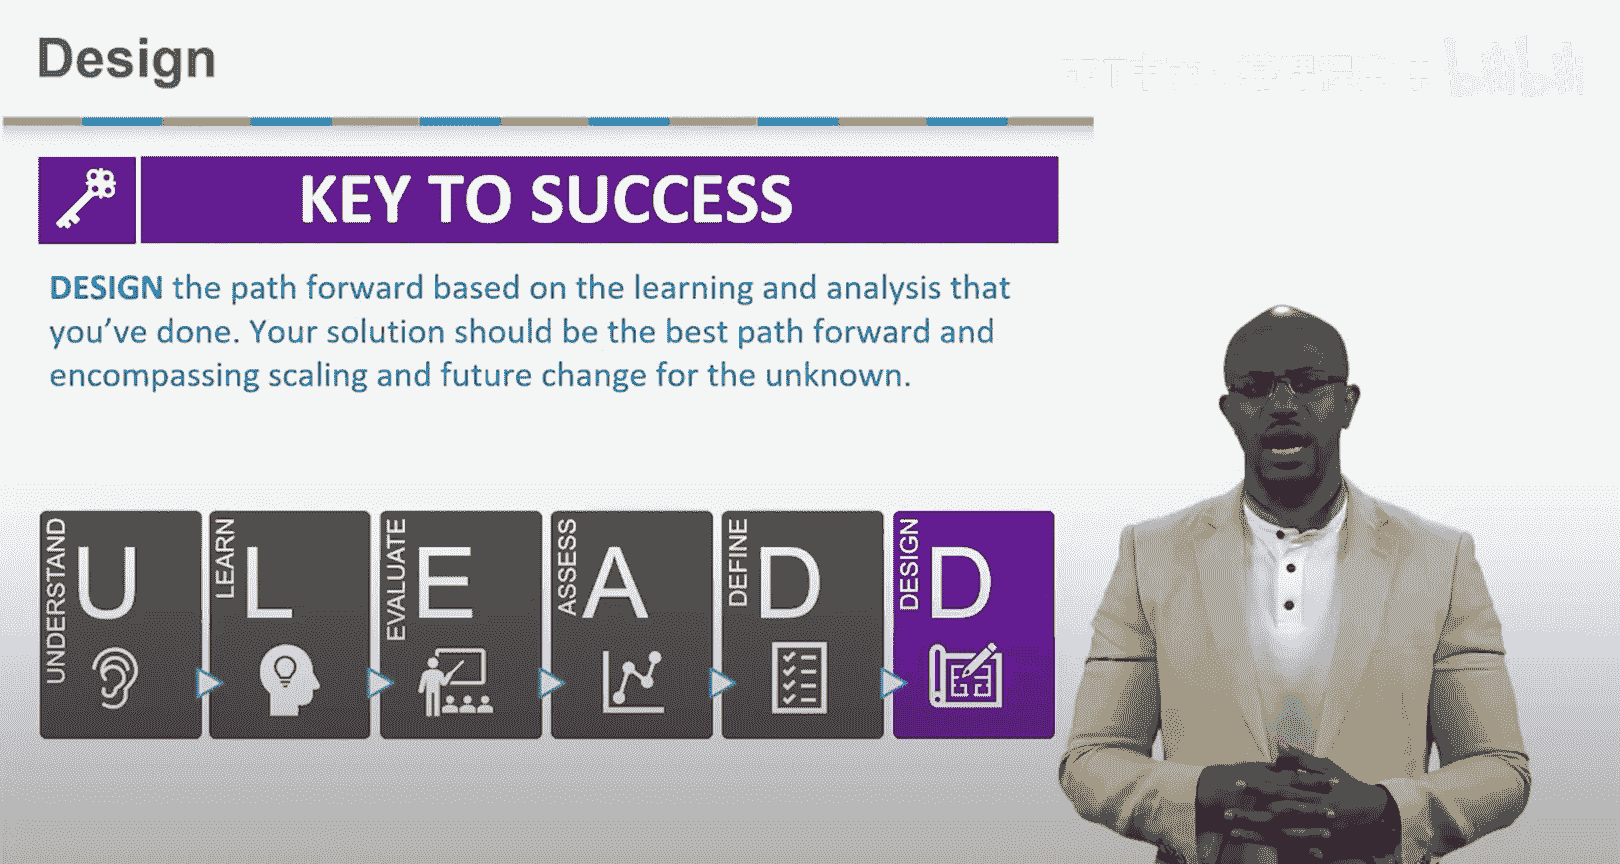 Design
KEY TO SUCCESS
DESIGN the path forward based on the learning and analysis that
you've done. Your solution should be the best path forward and
encompassing scaling and future change for the unknown.
UNDERSTAND
U
LEARN
L
EVALUATE
E
ASSESS
A
DEFINE
D
DESIGN
D
bilibili